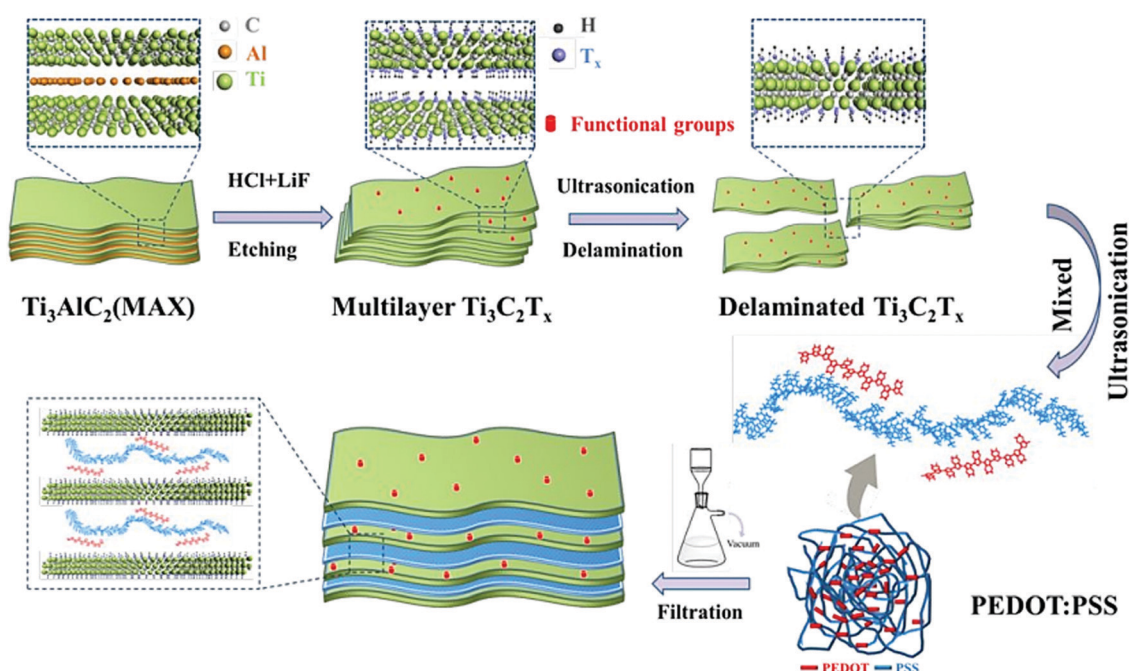 C
Al
Ti
H
Tₓ
Functional groups
HCl+LiF
Etching
Ultrasonication
Delamination
Ti₃AlC₂(MAX)
Multilayer Ti₃C₂Tₓ
Delaminated Ti₃C₂Tₓ
Mixed
Ultrasonication
Vacuum
Filtration
PEDOT:PSS
PEDOT
PSS